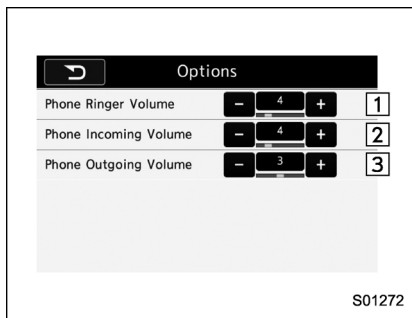 Options
Phone Ringer Volume - 4 + 1
Phone Incoming Volume - 4 + 2
Phone Outgoing Volume - 3 + 3
S01272